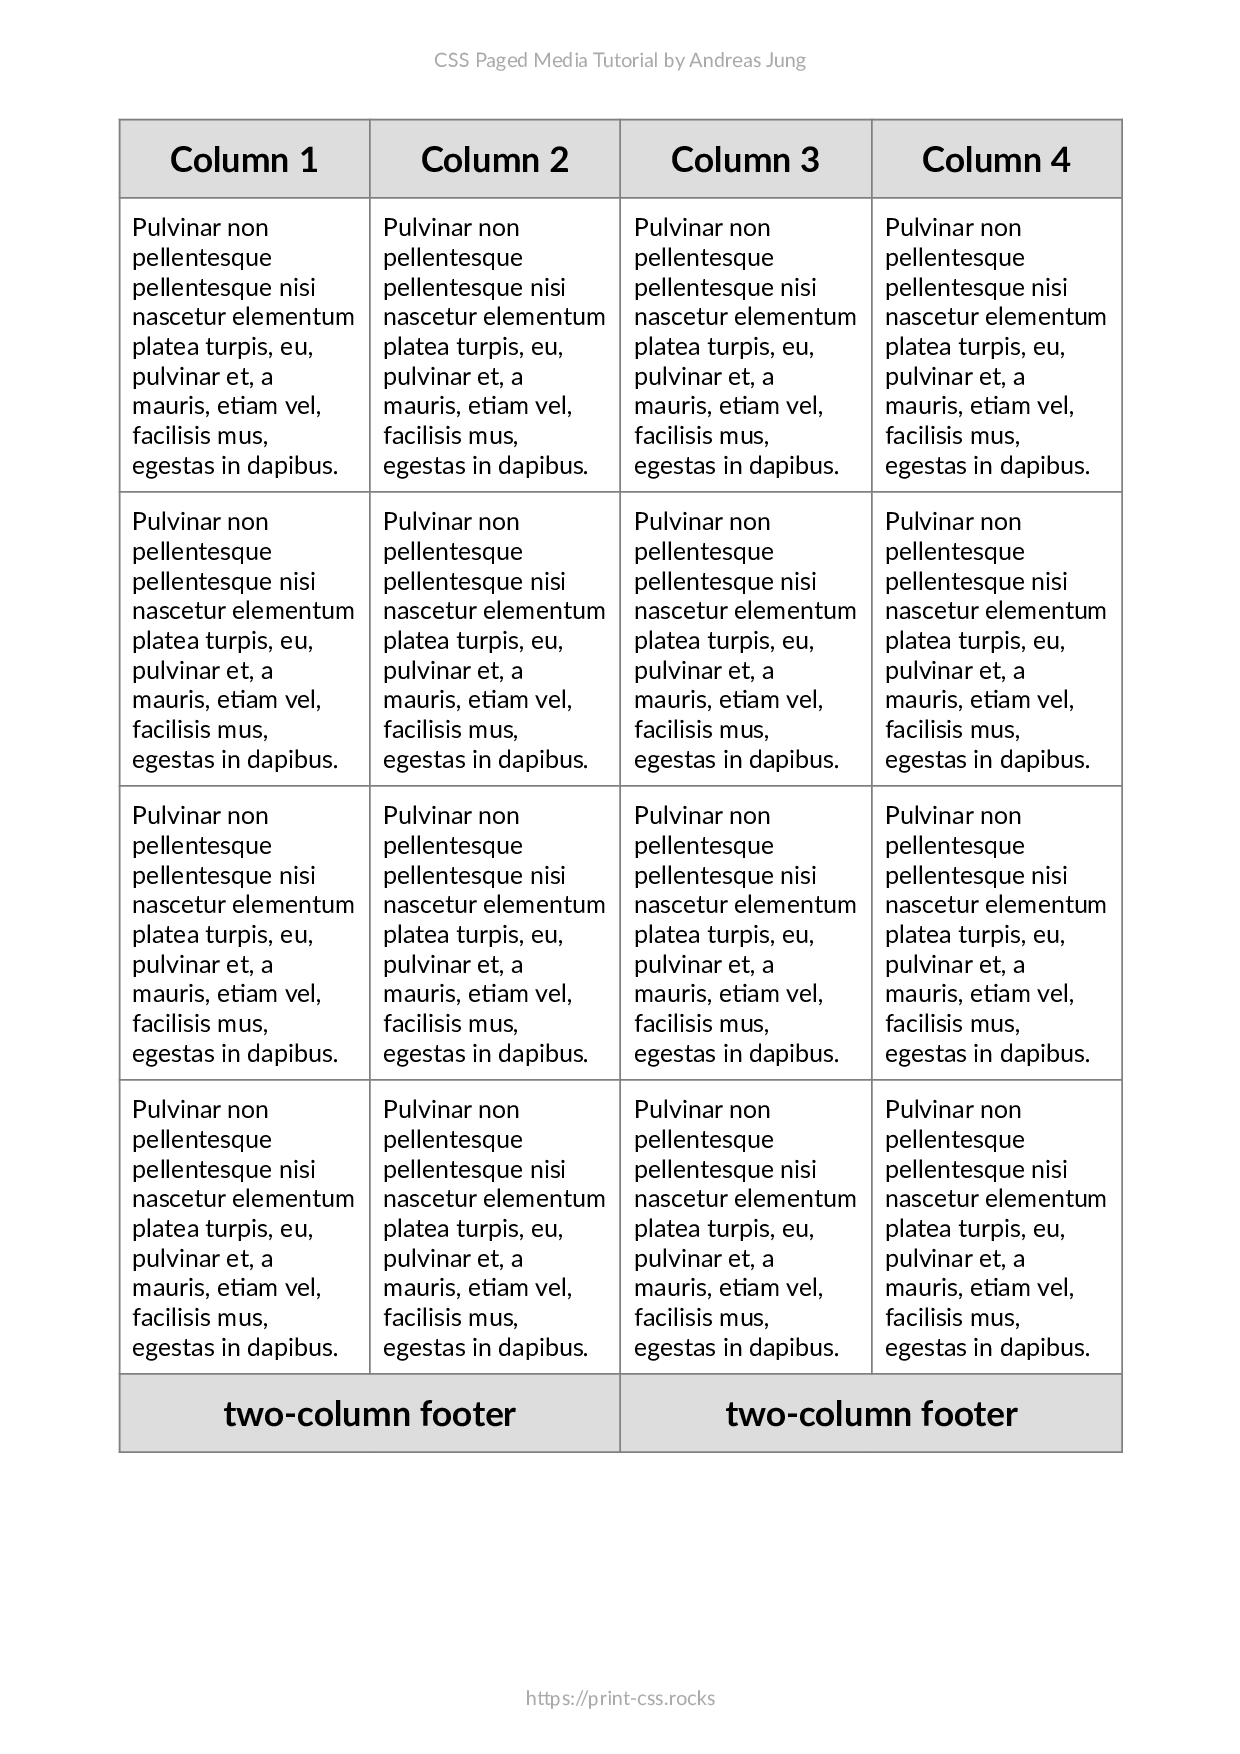 CSS Paged Media Tutorial by Andreas Jung
Column 1 Column 2 Column 3 Column 4
Pulvinar non Pulvinar non Pulvinar non Pulvinar non
pellentesque pellentesque pellentesque pellentesque
pellentesque nisi pellentesque nisi pellentesque nisi pellentesque nisi
nascetur elementum nascetur elementum nascetur elementum nascetur elementum
platea turpis, eu, platea turpis, eu, platea turpis, eu, platea turpis, eu,
pulvinar et, a pulvinar et, a pulvinar et, a pulvinar et, a
mauris, etiam vel, mauris, etiam vel, mauris, etiam vel, mauris, etiam vel,
facilisis mus, facilisis mus, facilisis mus, facilisis mus,
egestas in dapibus. egestas in dapibus. egestas in dapibus. egestas in dapibus.
Pulvinar non Pulvinar non Pulvinar non Pulvinar non
pellentesque pellentesque pellentesque pellentesque
pellentesque nisi pellentesque nisi pellentesque nisi pellentesque nisi
nascetur elementum nascetur elementum nascetur elementum nascetur elementum
platea turpis, eu, platea turpis, eu, platea turpis, eu, platea turpis, eu,
pulvinar et, a pulvinar et, a pulvinar et, a pulvinar et, a
mauris, etiam vel, mauris, etiam vel, mauris, etiam vel, mauris, etiam vel,
facilisis mus, facilisis mus, facilisis mus, facilisis mus,
egestas in dapibus. egestas in dapibus. egestas in dapibus. egestas in dapibus.
Pulvinar non Pulvinar non Pulvinar non Pulvinar non
pellentesque pellentesque pellentesque pellentesque
pellentesque nisi pellentesque nisi pellentesque nisi pellentesque nisi
nascetur elementum nascetur elementum nascetur elementum nascetur elementum
platea turpis, eu, platea turpis, eu, platea turpis, eu, platea turpis, eu,
pulvinar et, a pulvinar et, a pulvinar et, a pulvinar et, a
mauris, etiam vel, mauris, etiam vel, mauris, etiam vel, mauris, etiam vel,
facilisis mus, facilisis mus, facilisis mus, facilisis mus,
egestas in dapibus. egestas in dapibus. egestas in dapibus. egestas in dapibus.
Pulvinar non Pulvinar non Pulvinar non Pulvinar non
pellentesque pellentesque pellentesque pellentesque
pellentesque nisi pellentesque nisi pellentesque nisi pellentesque nisi
nascetur elementum nascetur elementum nascetur elementum nascetur elementum
platea turpis, eu, platea turpis, eu, platea turpis, eu, platea turpis, eu,
pulvinar et, a pulvinar et, a pulvinar et, a pulvinar et, a
mauris, etiam vel, mauris, etiam vel, mauris, etiam vel, mauris, etiam vel,
facilisis mus, facilisis mus, facilisis mus, facilisis mus,
egestas in dapibus. egestas in dapibus. egestas in dapibus. egestas in dapibus.
two-column footer two-column footer
https://print-css.rocks